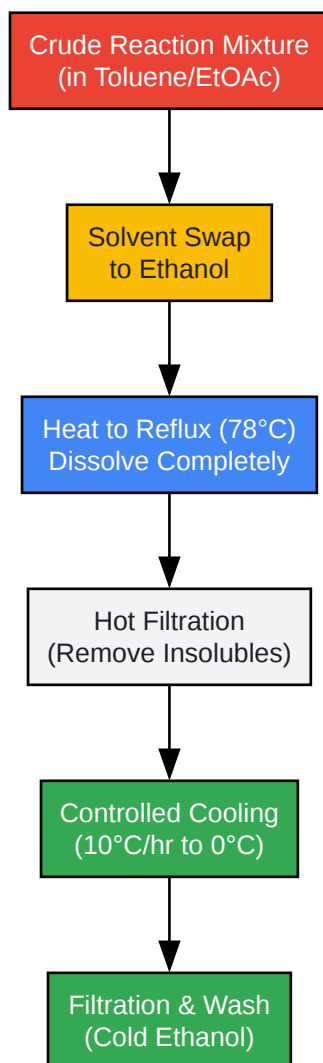 Crude Reaction Mixture
(in Toluene/EtOAc)
Solvent Swap
to Ethanol
Heat to Reflux (78°C)
Dissolve Completely
Hot Filtration
(Remove Insolubles)
Controlled Cooling
(10°C/hr to 0°C)
Filtration & Wash
(Cold Ethanol)